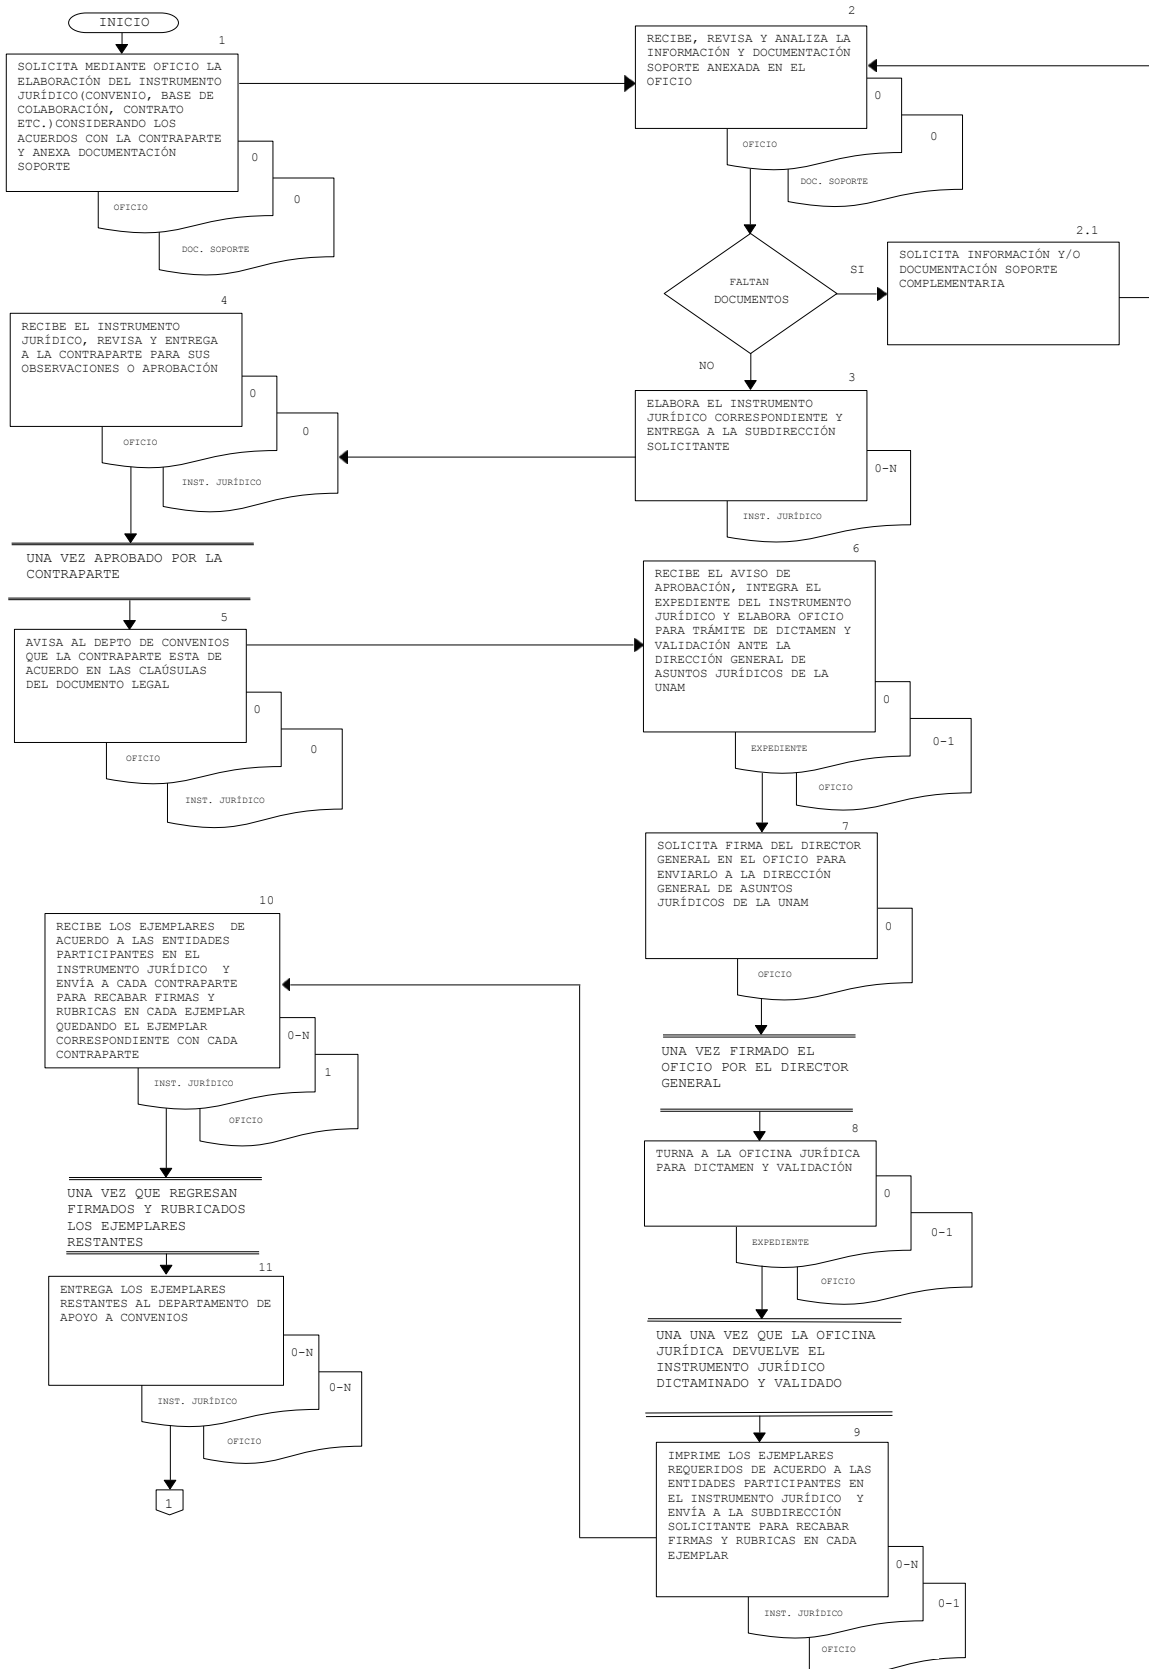 INICIO
1
SOLICITA MEDIANTE OFICIO LA
ELABORACIÓN DEL INSTRUMENTO
JURÍDICO(CONVENIO, BASE DE
COLABORACIÓN, CONTRATO
ETC.)CONSIDERANDO LOS
ACUERDOS CON LA CONTRAPARTE
Y ANEXA DOCUMENTACIÓN
SOPORTE
0
0
OFICIO
DOC. SOPORTE
2
RECIBE, REVISA Y ANALIZA LA
INFORMACIÓN Y DOCUMENTACIÓN
SOPORTE ANEXADA EN EL
OFICIO
0
0
OFICIO
DOC. SOPORTE
FALTAN
DOCUMENTOS
SI
NO
2.1
SOLICITA INFORMACIÓN Y/O
DOCUMENTACIÓN SOPORTE
COMPLEMENTARIA
3
ELABORA EL INSTRUMENTO
JURÍDICO CORRESPONDIENTE Y
ENTREGA A LA SUBDIRECCIÓN
SOLICITANTE
0-N
INST. JURÍDICO
4
RECIBE EL INSTRUMENTO
JURÍDICO, REVISA Y ENTREGA
A LA CONTRAPARTE PARA SUS
OBSERVACIONES O APROBACIÓN
0
0
OFICIO
INST. JURÍDICO
UNA VEZ APROBADO POR LA
CONTRAPARTE
5
AVISA AL DEPTO DE CONVENIOS
QUE LA CONTRAPARTE ESTA DE
ACUERDO EN LAS CLAÚSULAS
DEL DOCUMENTO LEGAL
0
0
OFICIO
INST. JURÍDICO
6
RECIBE EL AVISO DE
APROBACIÓN, INTEGRA EL
EXPEDIENTE DEL INSTRUMENTO
JURÍDICO Y ELABORA OFICIO
PARA TRÁMITE DE DICTAMEN Y
VALIDACIÓN ANTE LA
DIRECCIÓN GENERAL DE
ASUNTOS JURÍDICOS DE LA
UNAM
0
0-1
EXPEDIENTE
OFICIO
7
SOLICITA FIRMA DEL DIRECTOR
GENERAL EN EL OFICIO PARA
ENVIARLO A LA DIRECCIÓN
GENERAL DE ASUNTOS
JURÍDICOS DE LA UNAM
0
OFICIO
UNA VEZ FIRMADO EL
OFICIO POR EL DIRECTOR
GENERAL
8
TURNA A LA OFICINA JURÍDICA
PARA DICTAMEN Y VALIDACIÓN
0
0-1
EXPEDIENTE
OFICIO
UNA UNA VEZ QUE LA OFICINA
JURÍDICA DEVUELVE EL
INSTRUMENTO JURÍDICO
DICTAMINADO Y VALIDADO
9
IMPRIME LOS EJEMPLARES
REQUERIDOS DE ACUERDO A LAS
ENTIDADES PARTICIPANTES EN
EL INSTRUMENTO JURÍDICO Y
ENVÍA A LA SUBDIRECCIÓN
SOLICITANTE PARA RECABAR
FIRMAS Y RUBRICAS EN CADA
EJEMPLAR
0-N
0-1
INST. JURÍDICO
OFICIO
10
RECIBE LOS EJEMPLARES DE
ACUERDO A LAS ENTIDADES
PARTICIPANTES EN EL
INSTRUMENTO JURÍDICO Y
ENVÍA A CADA CONTRAPARTE
PARA RECABAR FIRMAS Y
RUBRICAS EN CADA EJEMPLAR
QUEDANDO EL EJEMPLAR
CORRESPONDIENTE CON CADA
CONTRAPARTE
0-N
1
INST. JURÍDICO
OFICIO
UNA VEZ QUE REGRESAN
FIRMADOS Y RUBRICADOS
LOS EJEMPLARES
RESTANTES
11
ENTREGA LOS EJEMPLARES
RESTANTES AL DEPARTAMENTO DE
APOYO A CONVENIOS
0-N
0-N
INST. JURÍDICO
OFICIO
1